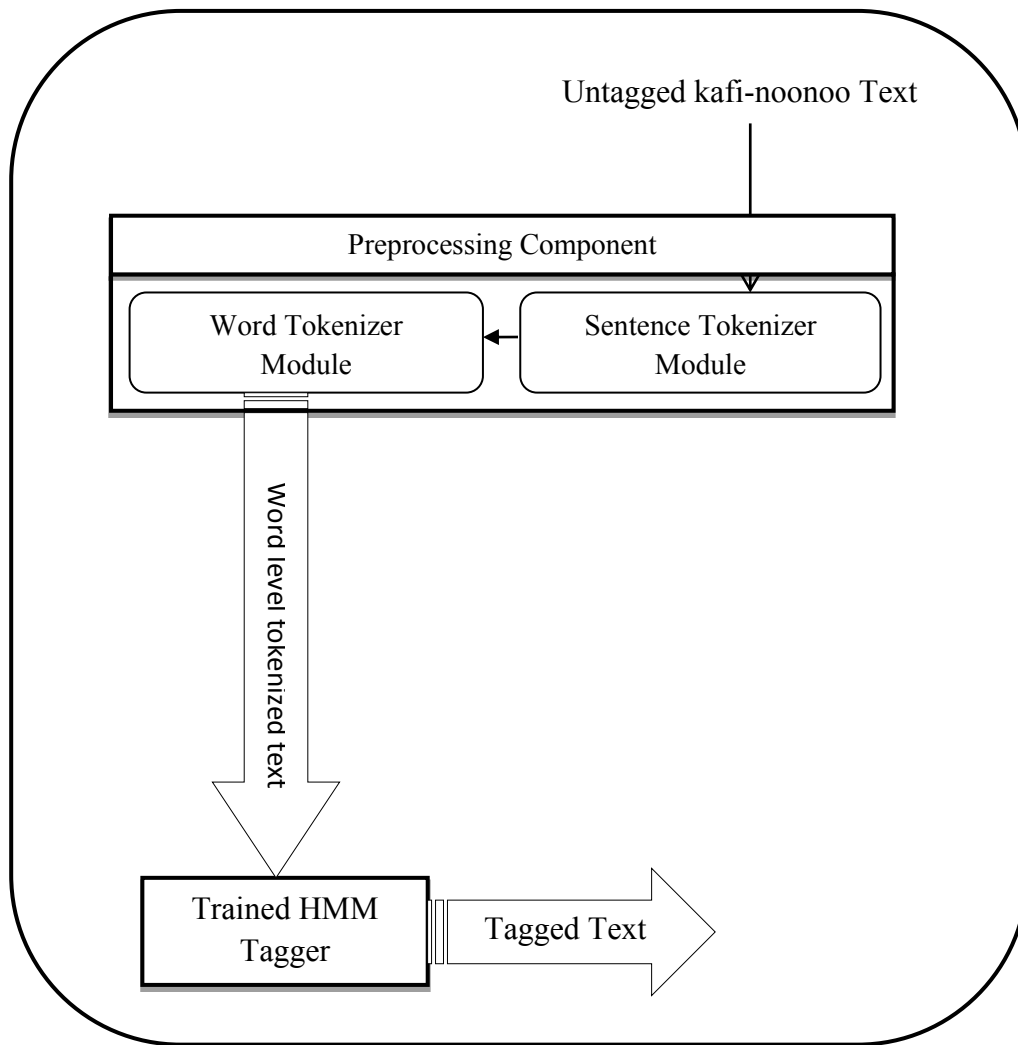 Untagged kafi-noonoo Text
Preprocessing Component
Word Tokenizer
Module
Sentence Tokenizer
Module
Word level tokenized text
Trained HMM
Tagger
Tagged Text